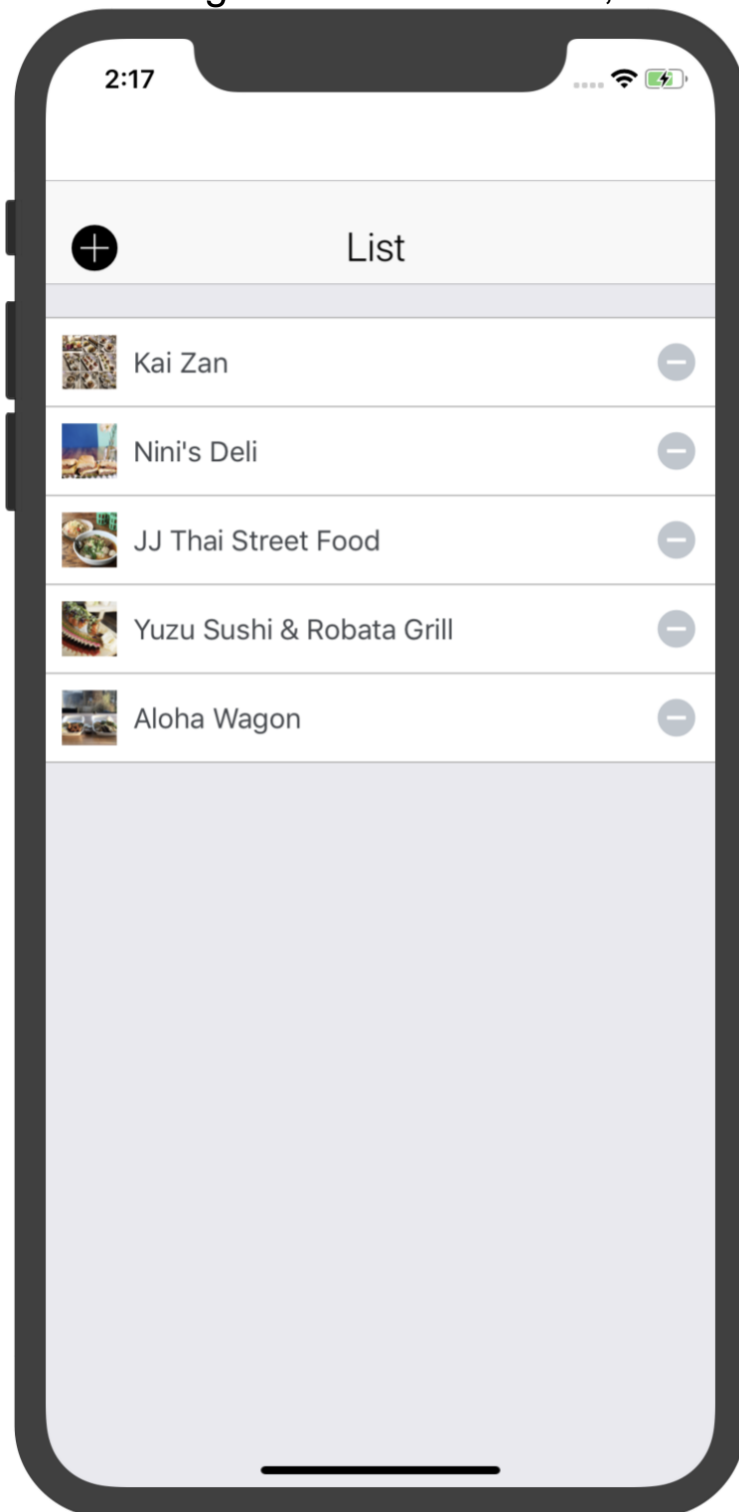 2:17
List
Kai Zan
Nini's Deli
JJ Thai Street Food
Yuzu Sushi & Robata Grill
Aloha Wagon